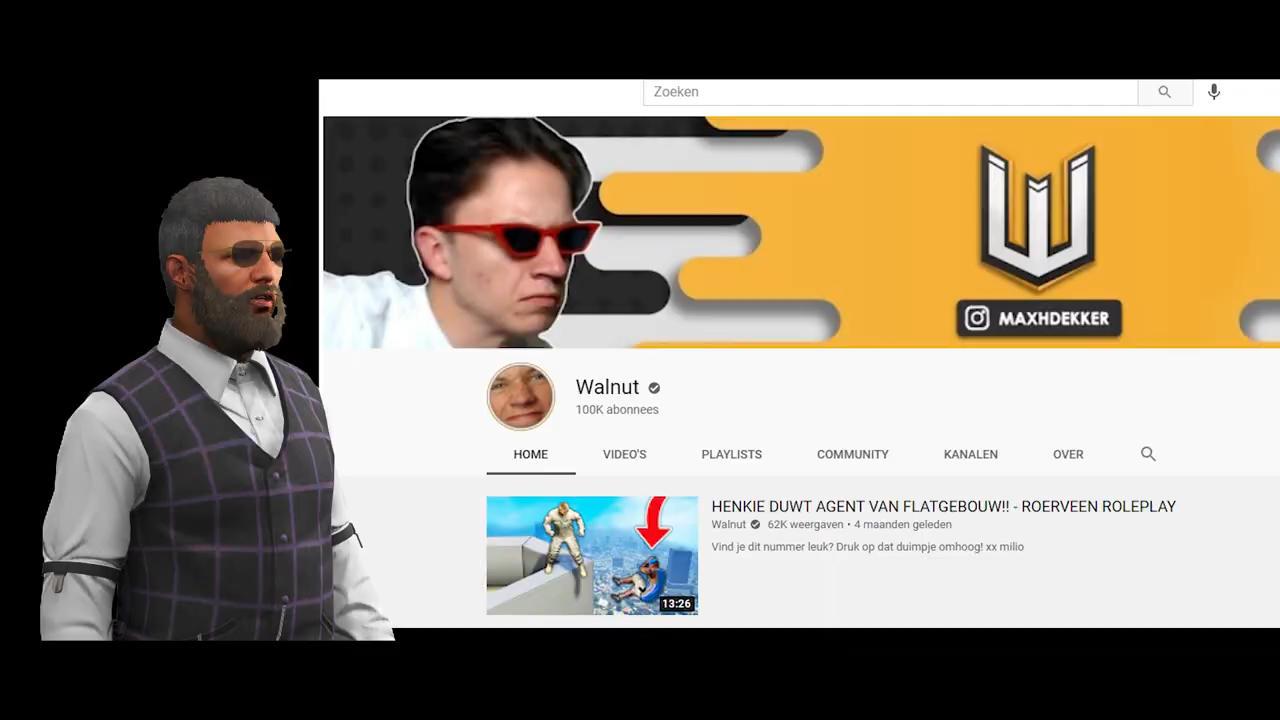 Zoeken
MAXHDEKKER
Walnut
100K abonnees
HOME VIDEO'S PLAYLISTS COMMUNITY KANALEN OVER
HENKIE DUWT AGENT VAN FLATGEBOUW!! - ROERVEEN ROLEPLAY
Walnut 62K weergaven • 4 maanden geleden
Vind je dit nummer leuk? Druk op dat duimpje omhoog! xx milio
13:26